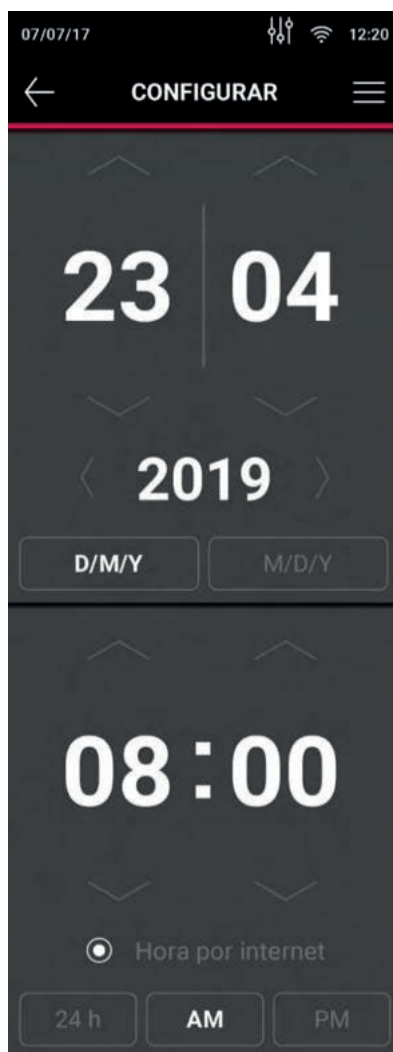 07/07/17 12:20
CONFIGURAR
23 04
2019
D/M/Y M/D/Y
08:00
Hora por internet
24 h AM PM